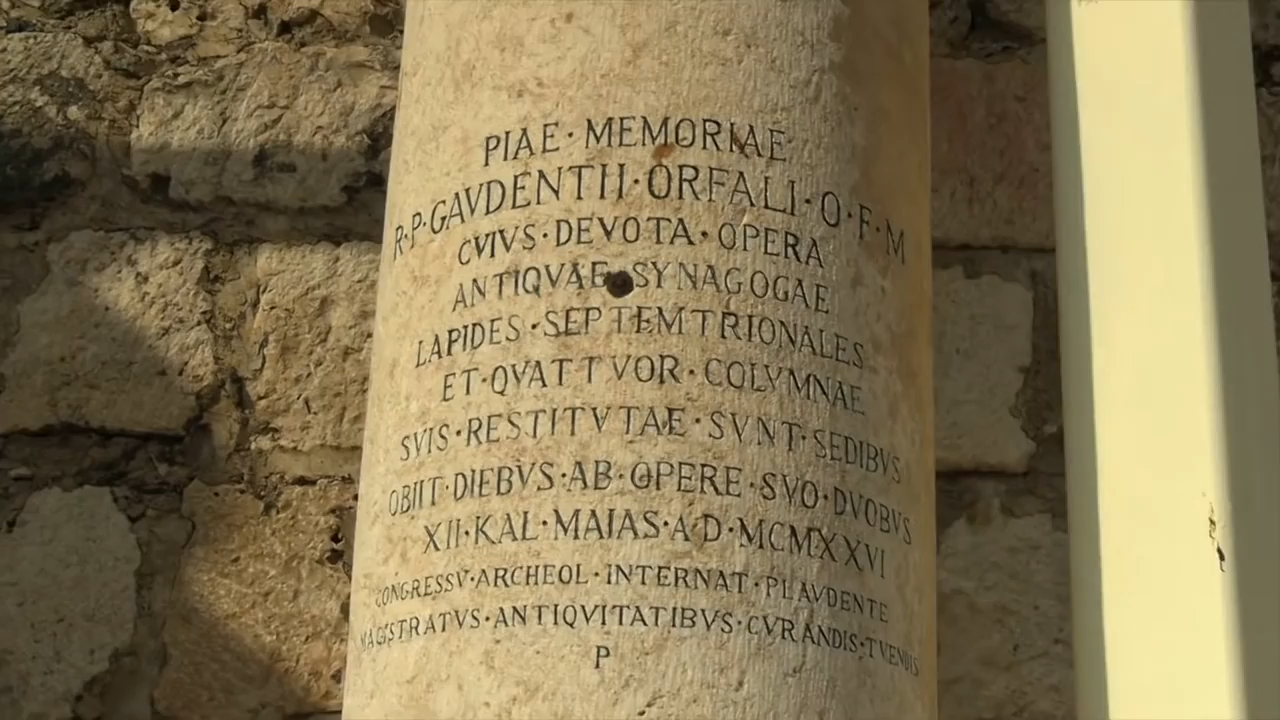 PIAE · MEMORIAE
R · P · GAVDENTII · ORFALI · O · F · M
CVIVS · DEVOTA · OPERA
ANTIQVAE SYNAGOGAE
LAPIDES · SEPTEMTRIONALES
ET · QVATTVOR · COLVMNAE
SVIS · RESTITVTAE · SVNT · SEDIBVS
OBIIT · DIEBVS · AB · OPERE · SVO · DVOBVS
XII · KAL · MAIAS · A · D · MCMXXVI
CONGRESSV · ARCHEOL · INTERNAT · PLAVDENTE
MAGISTRATVS · ANTIQVITATIBVS · CVRANDIS · TVENDIS
P